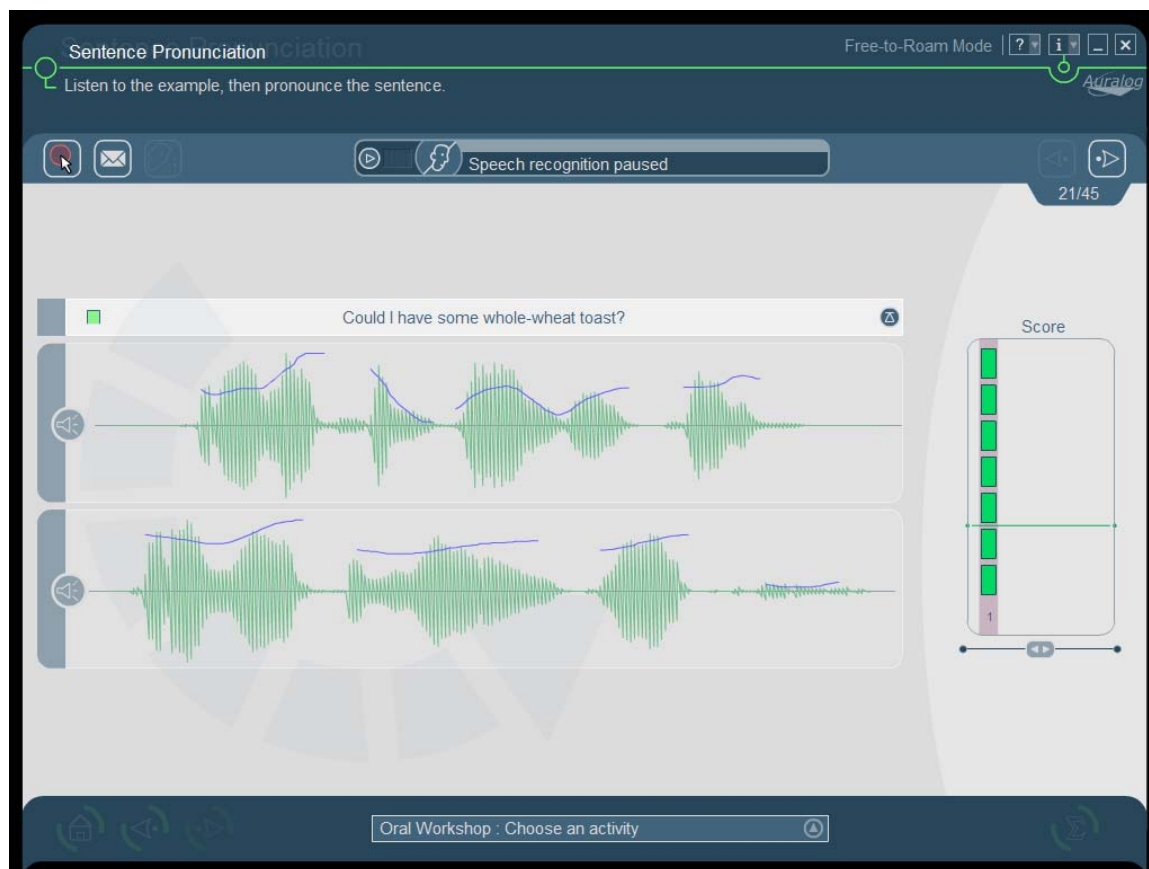 Sentence Pronunciation
Free-to-Roam Mode
?
i
Listen to the example, then pronounce the sentence.
Auralog
Speech recognition paused
21/45
Could I have some whole-wheat toast?
Score
1
Oral Workshop : Choose an activity